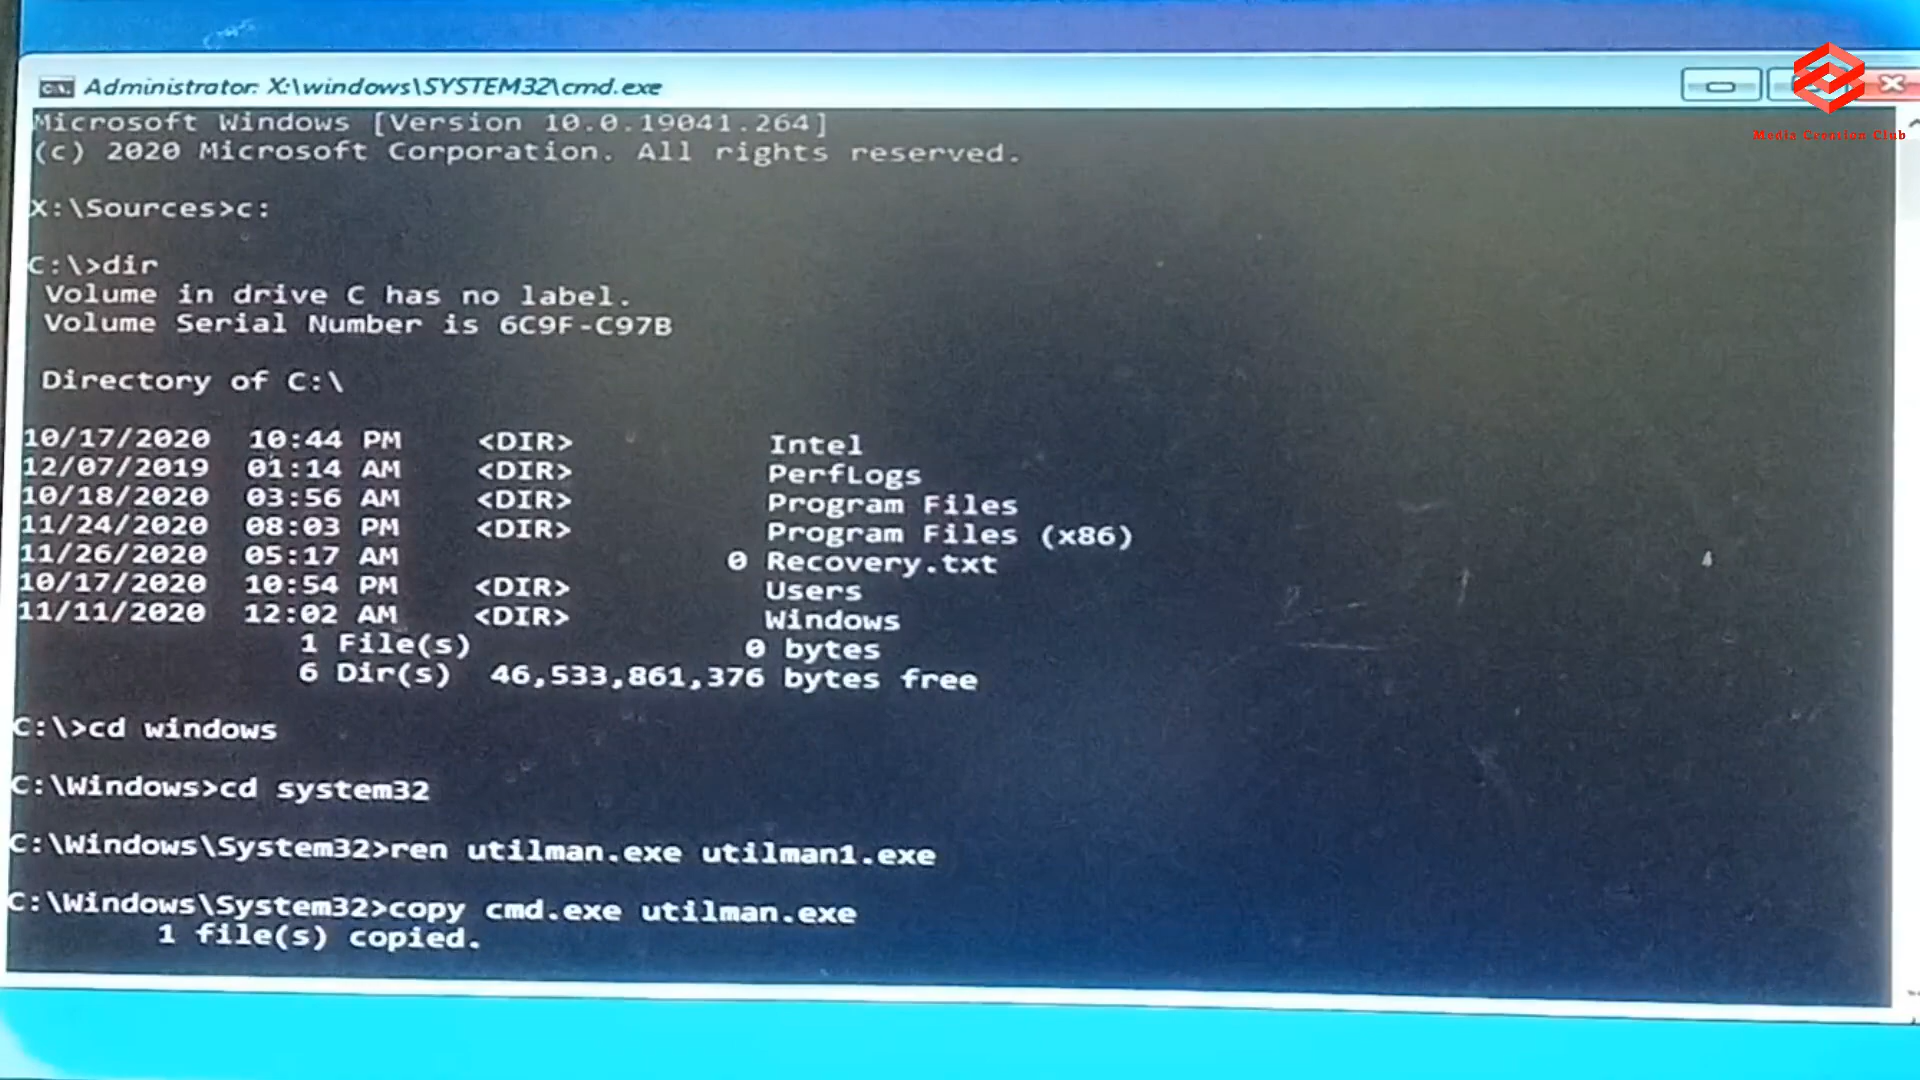 Administrator: X:\windows\SYSTEM32\cmd.exe
Media Creation Club
Microsoft Windows [Version 10.0.19041.264]
(c) 2020 Microsoft Corporation. All rights reserved.
X:\Sources>c:
C:\>dir
Volume in drive C has no label.
Volume Serial Number is 6C9F-C97B
Directory of C:\
10/17/2020 10:44 PM <DIR> Intel
12/07/2019 01:14 AM <DIR> PerfLogs
10/18/2020 03:56 AM <DIR> Program Files
11/24/2020 08:03 PM <DIR> Program Files (x86)
11/26/2020 05:17 AM 0 Recovery.txt
10/17/2020 10:54 PM <DIR> Users
11/11/2020 12:02 AM <DIR> Windows
1 File(s) 0 bytes
6 Dir(s) 46,533,861,376 bytes free
C:\>cd windows
C:\Windows>cd system32
C:\Windows\System32>ren utilman.exe utilman1.exe
C:\Windows\System32>copy cmd.exe utilman.exe
1 file(s) copied.